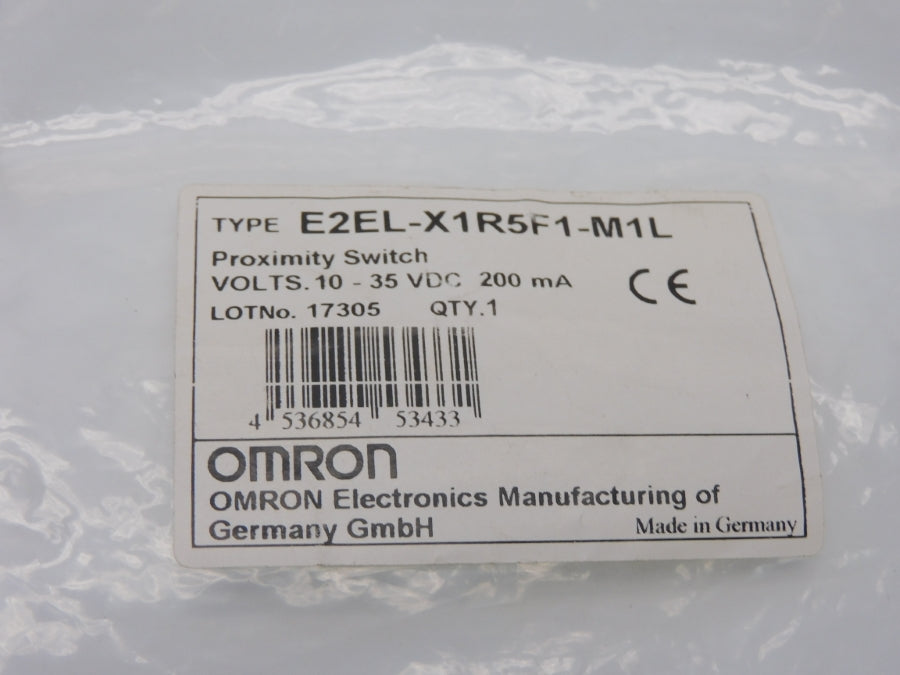 TYPE E2EL-X1R5F1-M1L
Proximity Switch
VOLTS. 10 - 35 VDC 200 mA
CE
LOTNo. 17305 QTY.1
4 536854 53433
OMRON
OMRON Electronics Manufacturing of
Germany GmbH
Made in Germany